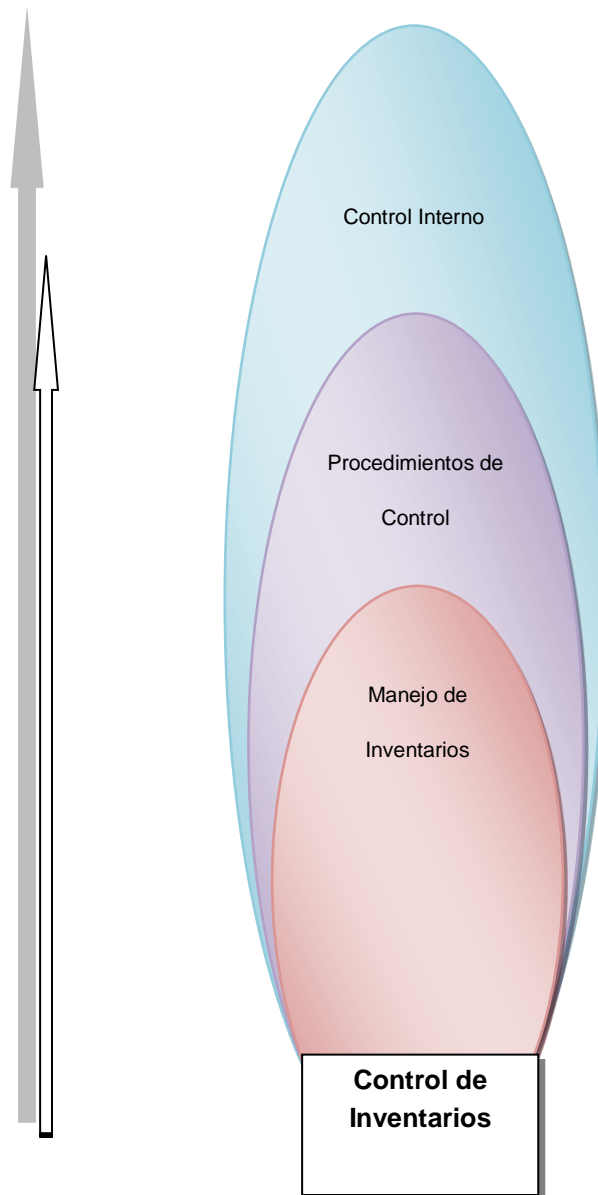 Control Interno
Procedimientos de
Control
Manejo de
Inventarios
Control de
Inventarios